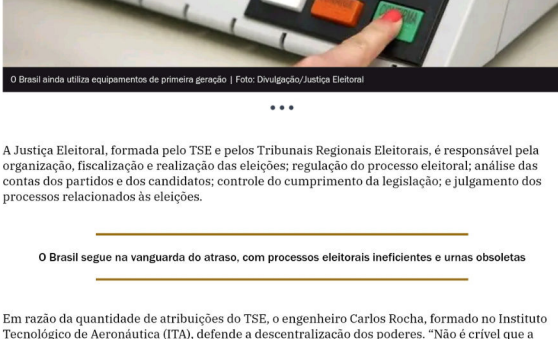 O Brasil ainda utiliza equipamentos de primeira geração | Foto: Divulgação/Justiça Eleitoral
A Justiça Eleitoral, formada pelo TSE e pelos Tribunais Regionais Eleitorais, é responsável pela
organização, fiscalização e realização das eleições; regulação do processo eleitoral; análise das
contas dos partidos e dos candidatos; controle do cumprimento da legislação; e julgamento dos
processos relacionados às eleições.
O Brasil segue na vanguarda do atraso, com processos eleitorais ineficientes e urnas obsoletas
Em razão da quantidade de atribuições do TSE, o engenheiro Carlos Rocha, formado no Instituto
Tecnológico de Aeronáutica (ITA), defende a descentralização dos poderes. “Não é crível que a